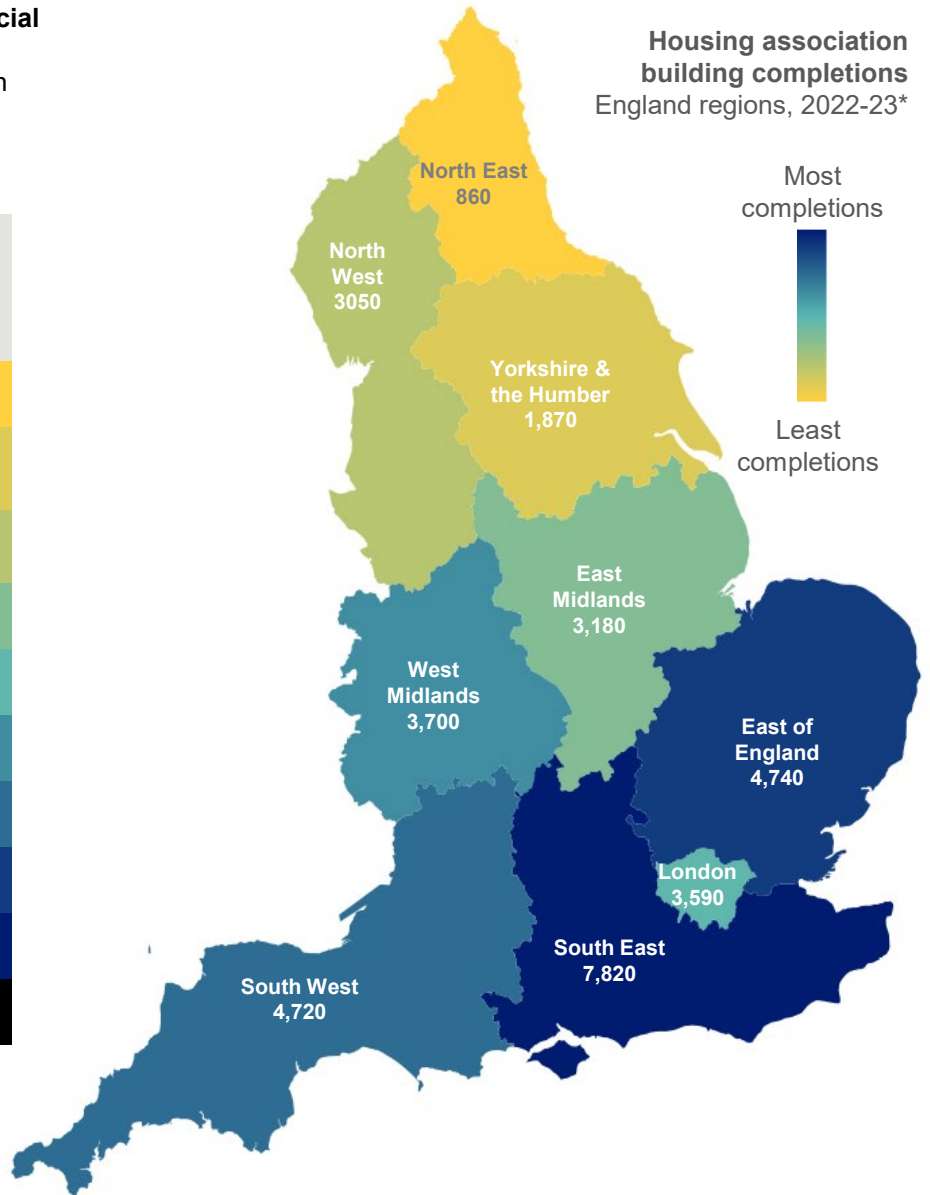 cial
n
Housing association
building completions
England regions, 2022-23*
Most
completions
Least
completions
North East
860
North
West
3050
Yorkshire &
the Humber
1,870
East
Midlands
3,180
West
Midlands
3,700
East of
England
4,740
London
3,590
South East
7,820
South West
4,720